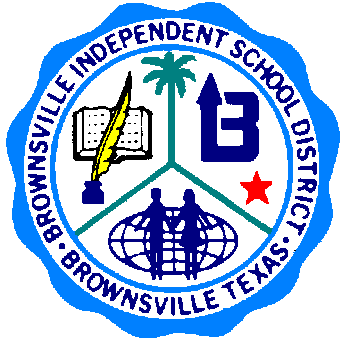 BROWNSVILLE INDEPENDENT SCHOOL DISTRICT
B
• BROWNSVILLE TEXAS •